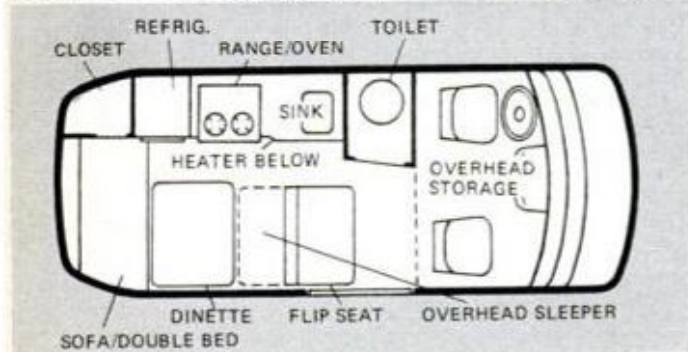 REFRIG.
TOILET
CLOSET
RANGE/OVEN
SINK
HEATER BELOW
OVERHEAD
STORAGE
DINETTE
FLIP SEAT
OVERHEAD SLEEPER
SOFA/DOUBLE BED